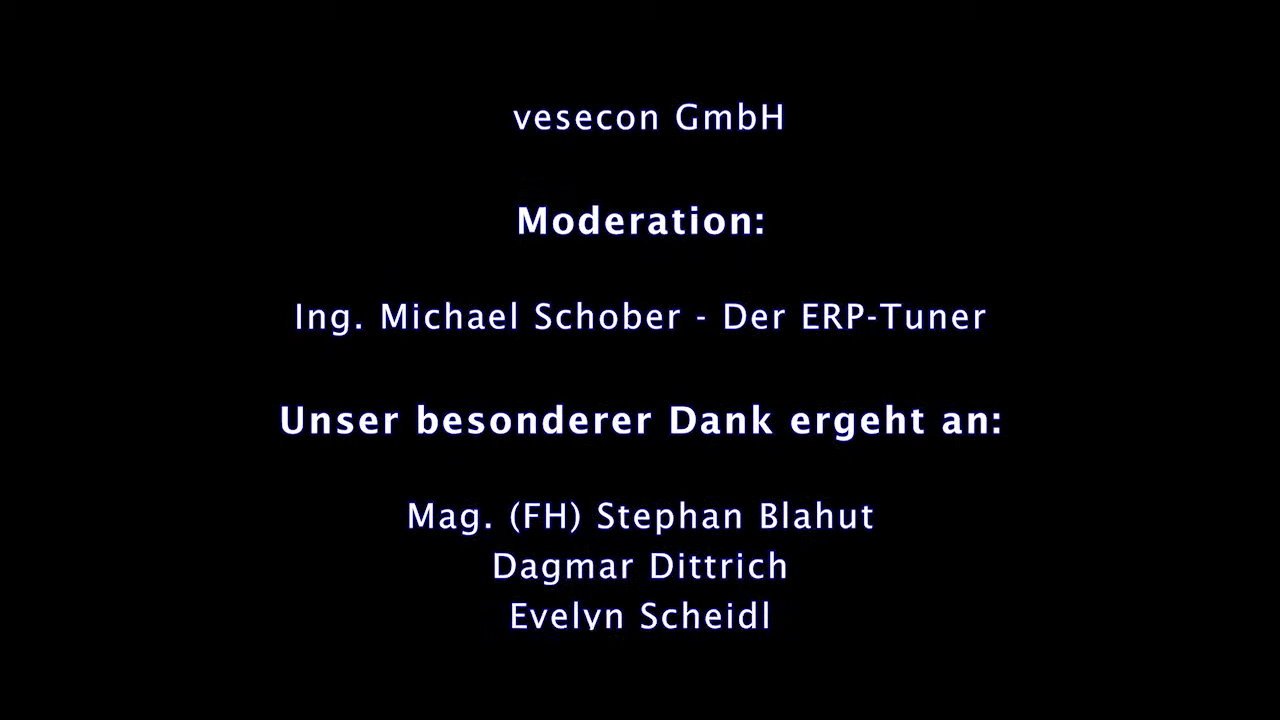 vesecon GmbH
Moderation:
Ing. Michael Schober - Der ERP-Tuner
Unser besonderer Dank ergeht an:
Mag. (FH) Stephan Blahut
Dagmar Dittrich
Evelyn Scheidl